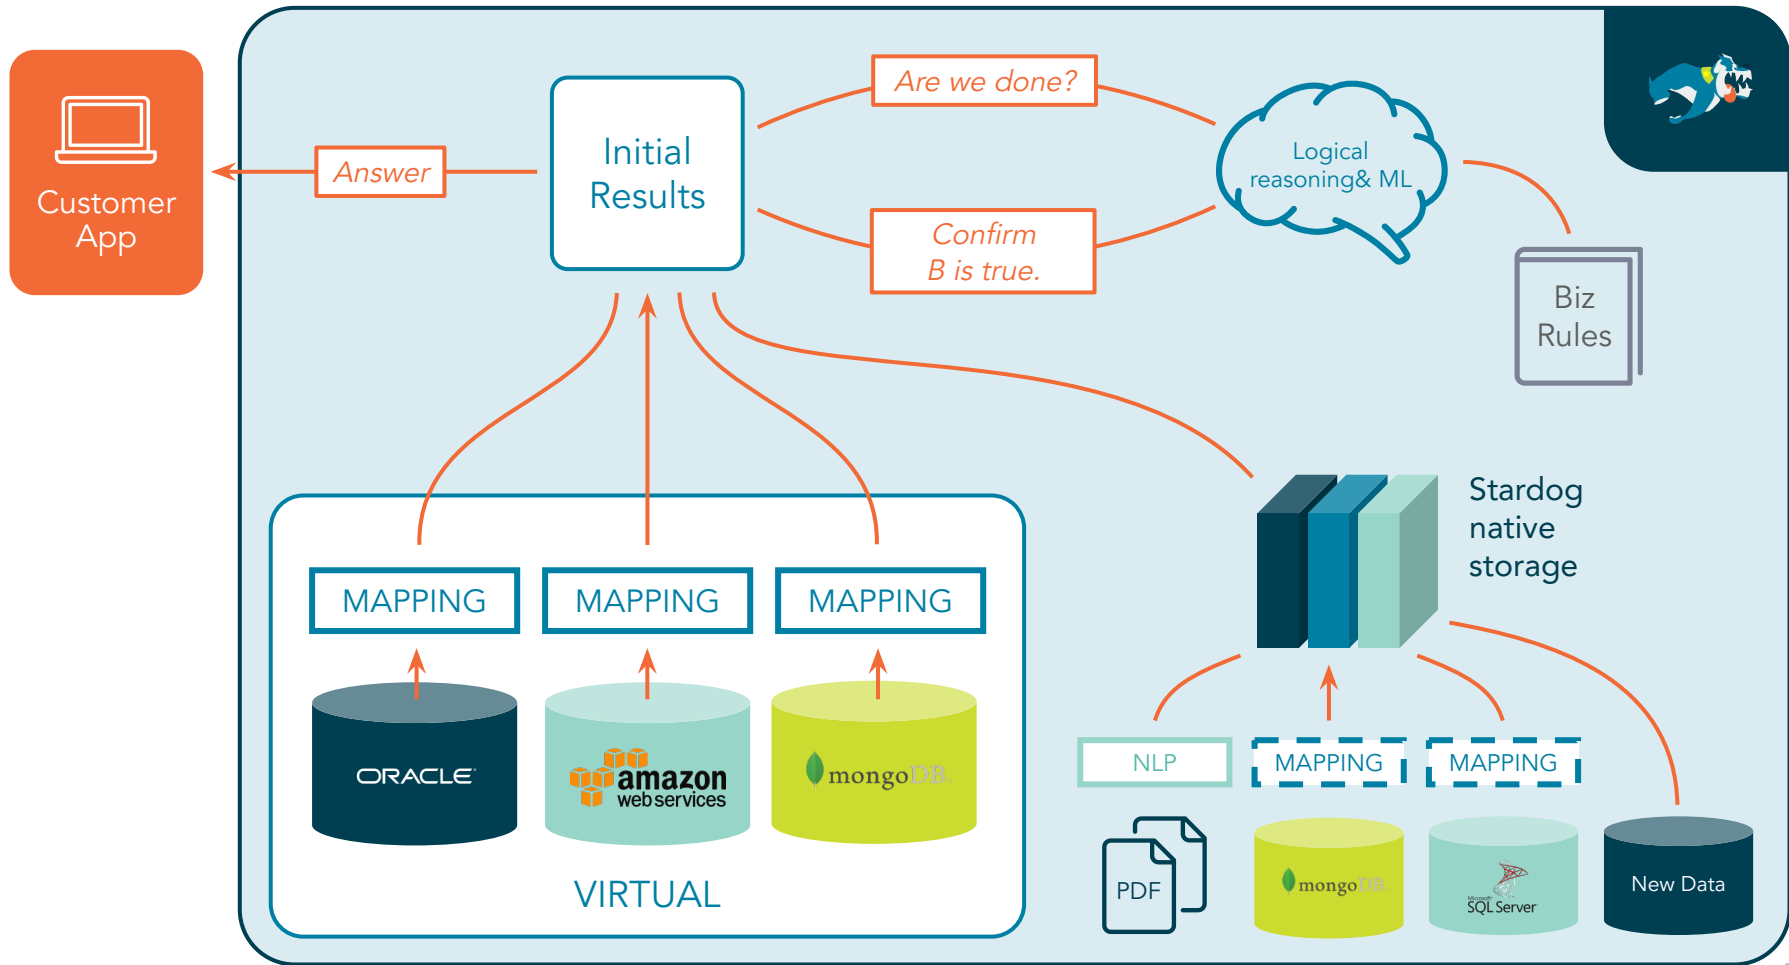 Customer
App
Answer
Initial
Results
Are we done?
Confirm
B is true.
Logical
reasoning& ML
Biz
Rules
MAPPING
MAPPING
MAPPING
ORACLE
amazon
web services
mongoDB
VIRTUAL
Stardog
native
storage
NLP
MAPPING
MAPPING
PDF
mongoDB
Microsoft
SQL Server
New Data